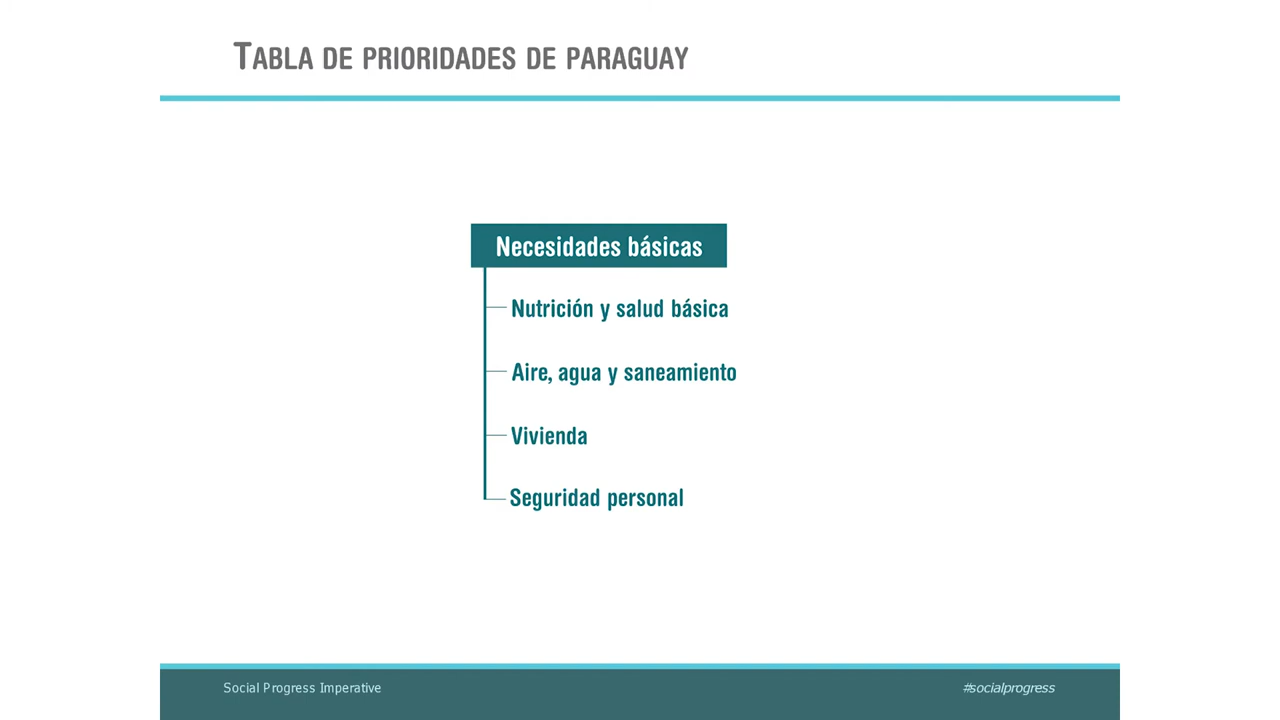 TABLA DE PRIORIDADES DE PARAGUAY
Necesidades básicas
Nutrición y salud básica
Aire, agua y saneamiento
Vivienda
Seguridad personal
Social Progress Imperative
#socialprogress